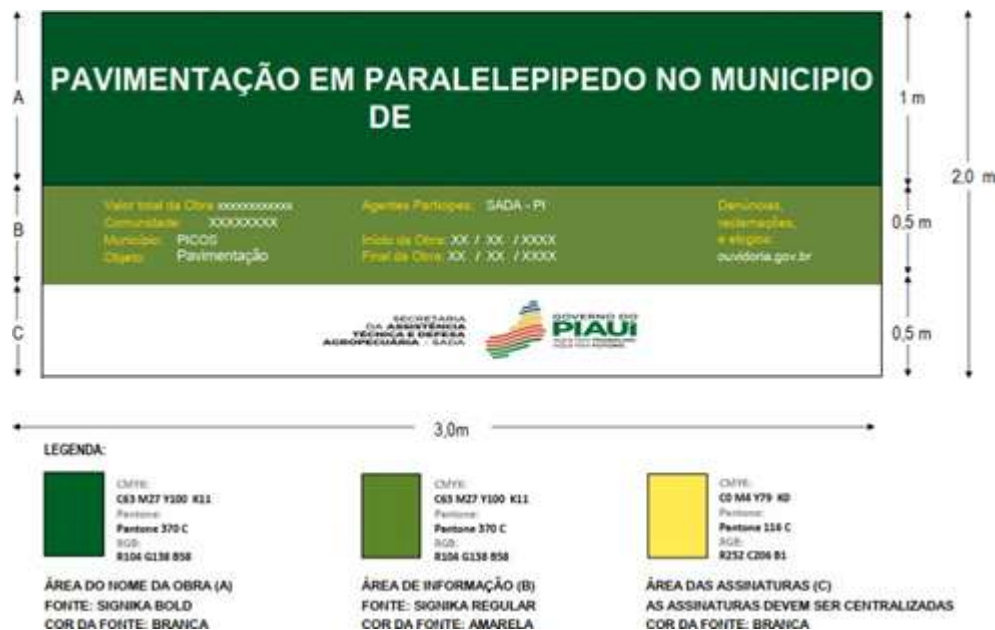 PAVIMENTAÇÃO EM PARALELEPIPEDO NO MUNICIPIO
DE
A
1 m
2.0 m
Valor total da Obra xxxxxxxxxxxx
Comunidade: XXXXXXXXX
Município: PICOS
Objeto: Pavimentação
Agentes Partícipes: SADA - PI
Início da Obra: XX / XX / XXXX
Final da Obra: XX / XX / XXXX
Denúncias,
reclamações,
e elogios:
ouvidoria.gov.br
B
0,5 m
SECRETARIA
DA ASSISTÊNCIA
TÉCNICA E DEFESA
AGROPECUÁRIA - SADA
GOVERNO DO
PIAUÍ
C
0,5 m
3,0m
LEGENDA:
CMYK:
C63 M27 Y100 K11
Pantone:
Pantone 370 C
RGB:
R104 G138 B58
ÁREA DO NOME DA OBRA (A)
FONTE: SIGNIKA BOLD
COR DA FONTE: BRANCA
CMYK:
C63 M27 Y100 K11
Pantone:
Pantone 370 C
RGB:
R104 G138 B58
ÁREA DE INFORMAÇÃO (B)
FONTE: SIGNIKA REGULAR
COR DA FONTE: AMARELA
CMYK:
C0 M4 Y79 K0
Pantone:
Pantone 116 C
RGB:
R252 C206 B1
ÁREA DAS ASSINATURAS (C)
AS ASSINATURAS DEVEM SER CENTRALIZADAS
COR DA FONTE: BRANCA